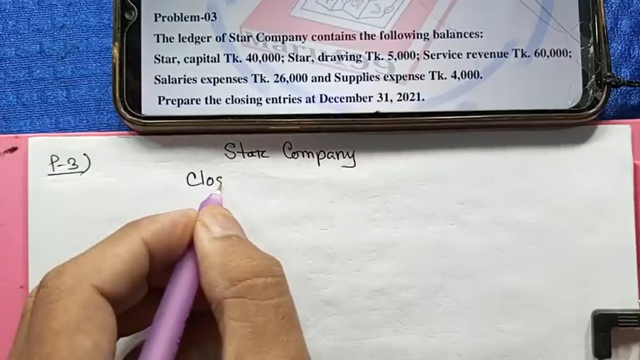 Problem-03
The ledger of Star Company contains the following balances:
Star, capital Tk. 40,000; Star, drawing Tk. 5,000; Service revenue Tk. 60,000;
Salaries expenses Tk. 26,000 and Supplies expense Tk. 4,000.
Prepare the closing entries at December 31, 2021.
P-3)
Star Company
Clos